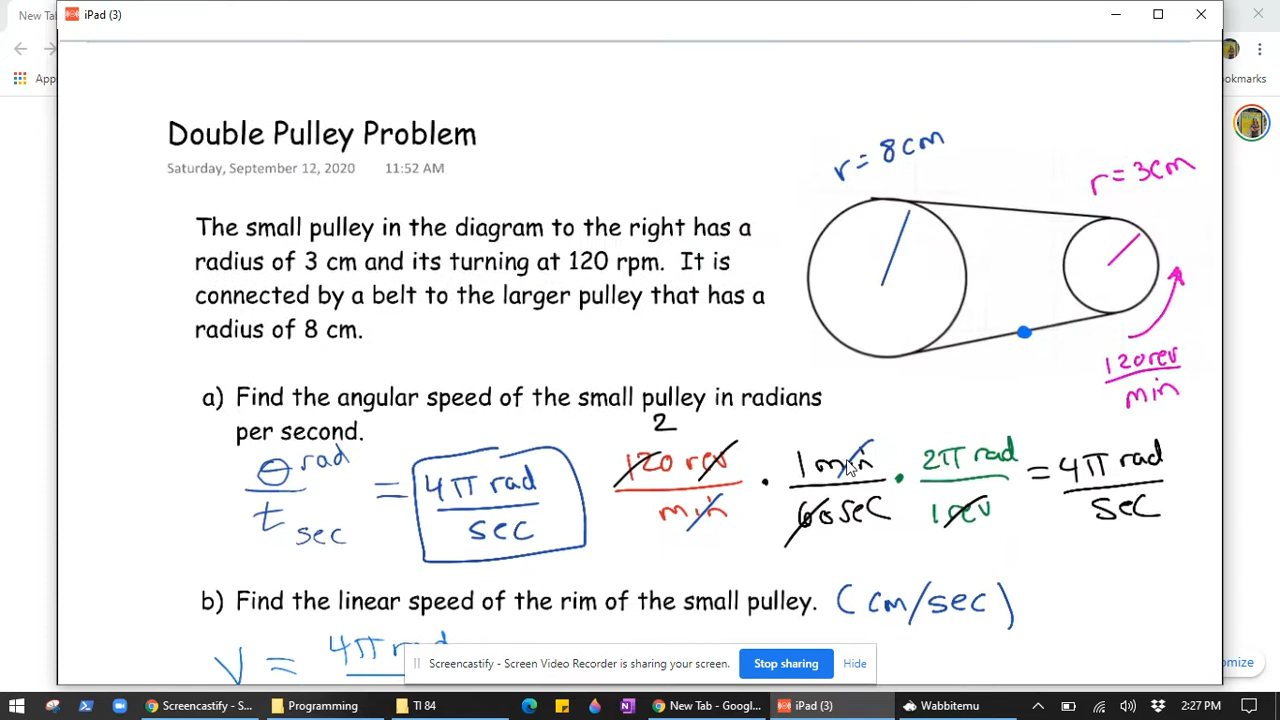 New Tab
iPad (3)
App
ookmarks
Double Pulley Problem
Saturday, September 12, 2020 11:52 AM
r = 8cm
r = 3cm
The small pulley in the diagram to the right has a
radius of 3 cm and its turning at 120 rpm. It is
connected by a belt to the larger pulley that has a
radius of 8 cm.
120rev
min
a) Find the angular speed of the small pulley in radians
per second.
2
θ rad
t sec
= 4π rad
sec
120 rev
min
· 1 min
60 sec
· 2π rad
1 rev
= 4π rad
sec
b) Find the linear speed of the rim of the small pulley. (cm/sec)
V = 4π rad
Screencastify - Screen Video Recorder is sharing your screen. Stop sharing Hide
omize
Screencastify - S... Programming TI 84 New Tab - Googl... iPad (3) Wabbitemu 2:27 PM